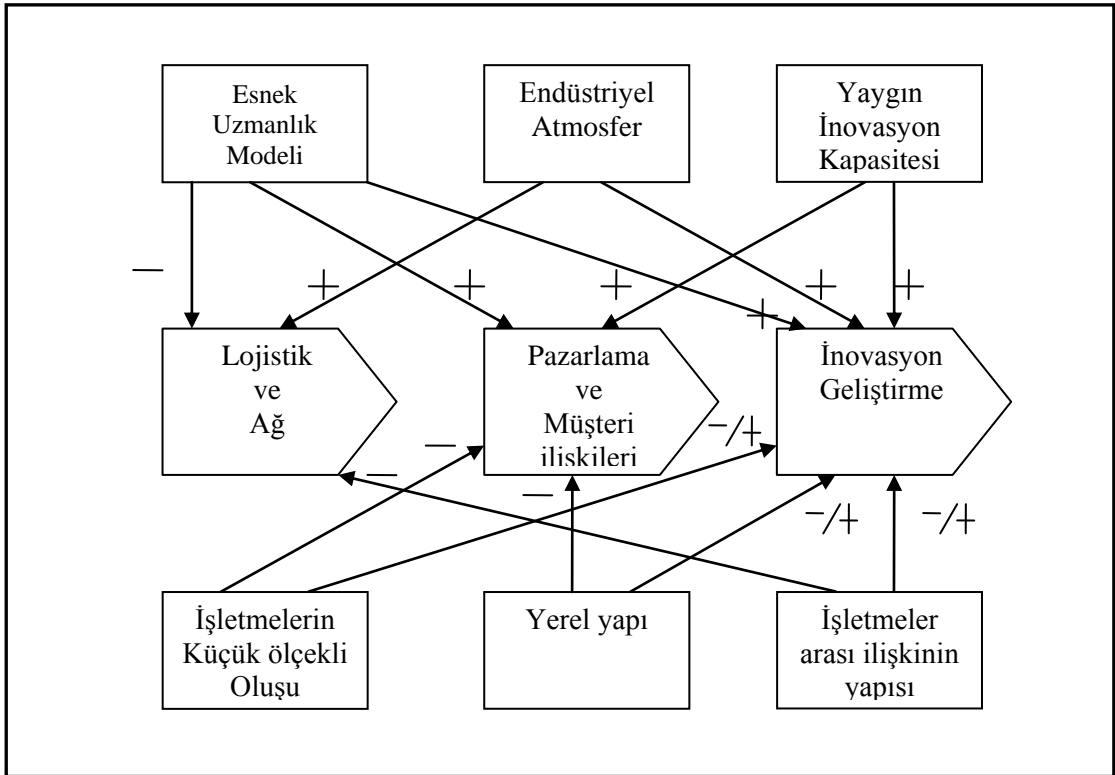 Esnek
Uzmanlık
Modeli
Endüstriyel
Atmosfer
Yaygın
İnovasyon
Kapasitesi
—
+
+
+
+
+
+
Lojistik
ve
Ağ
Pazarlama
ve
Müşteri
ilişkileri
İnovasyon
Geliştirme
—
−/+
—
—
−/+
−/+
İşletmelerin
Küçük ölçekli
Oluşu
Yerel yapı
İşletmeler
arası ilişkinin
yapısı